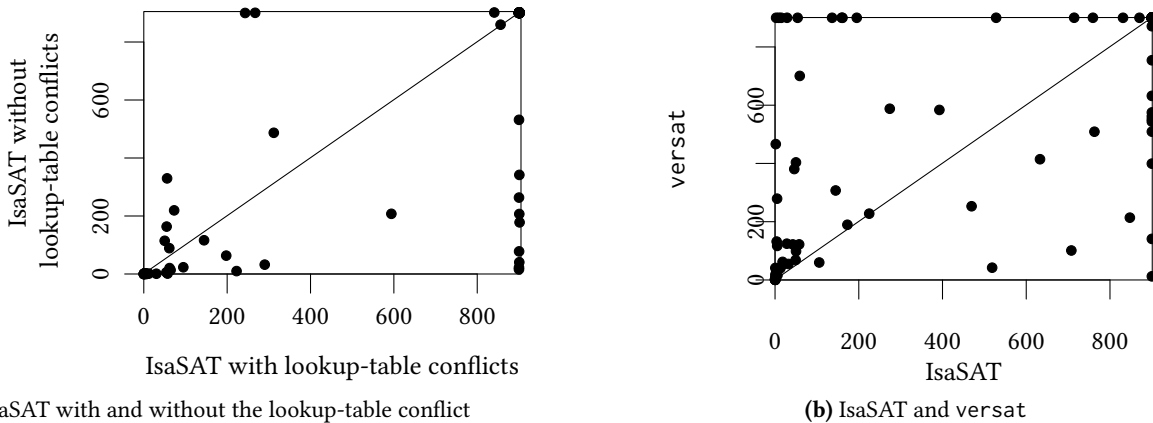 IsaSAT without
lookup-table conflicts
600
200
0
0 200 400 600 800
IsaSAT with lookup-table conflicts
aSAT with and without the lookup-table conflict
versat
600
200
0
0 200 400 600 800
IsaSAT
(b) IsaSAT and versat